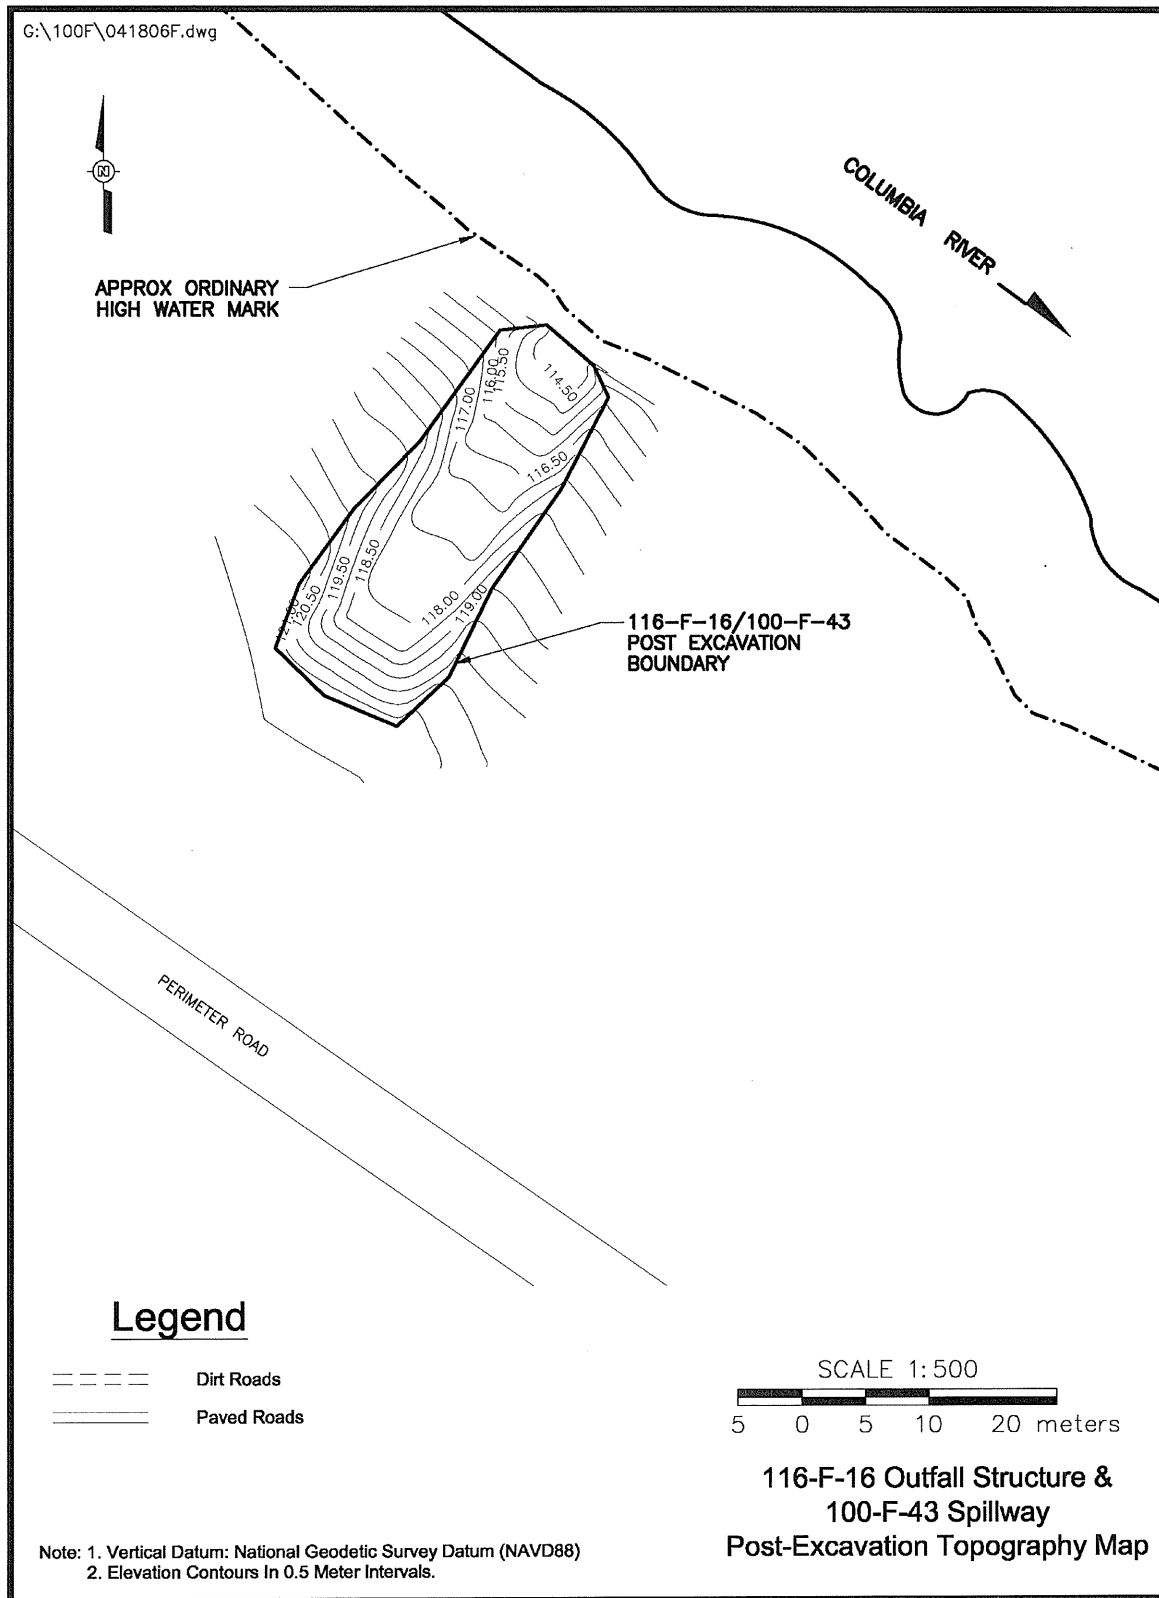 G:\100F\041806F.dwg
N
COLUMBIA RIVER
APPROX ORDINARY
HIGH WATER MARK
114.50
115.50
116.00
117.00
116.50
118.50
119.50
120.50
118.00
119.00
116-F-16/100-F-43
POST EXCAVATION
BOUNDARY
PERIMETER ROAD
Legend
Dirt Roads
Paved Roads
SCALE 1:500
5 0 5 10 20 meters
116-F-16 Outfall Structure &
100-F-43 Spillway
Post-Excavation Topography Map
Note: 1. Vertical Datum: National Geodetic Survey Datum (NAVD88)
2. Elevation Contours In 0.5 Meter Intervals.